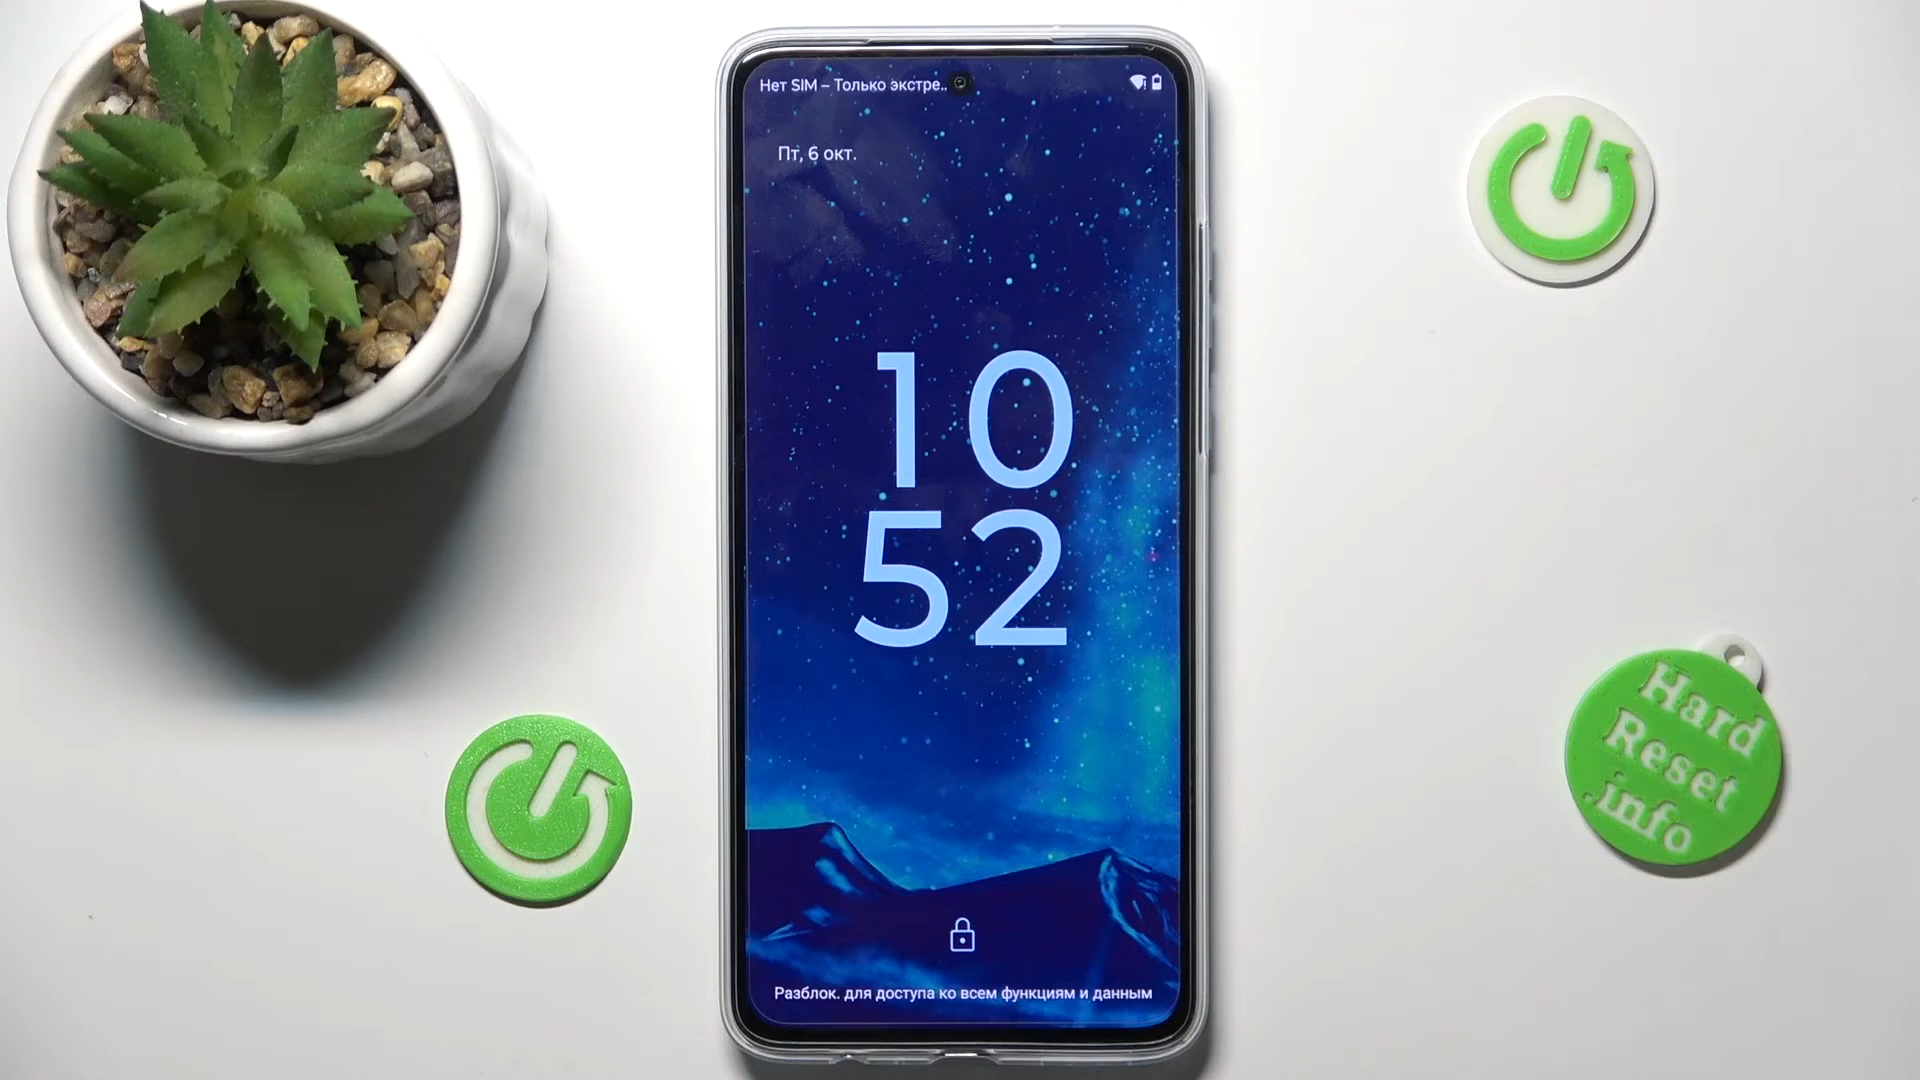 Нет SIM – Только экстре..
Пт, 6 окт.
10
52
Разблок. для доступа ко всем функциям и данным
Hard
Reset
.info